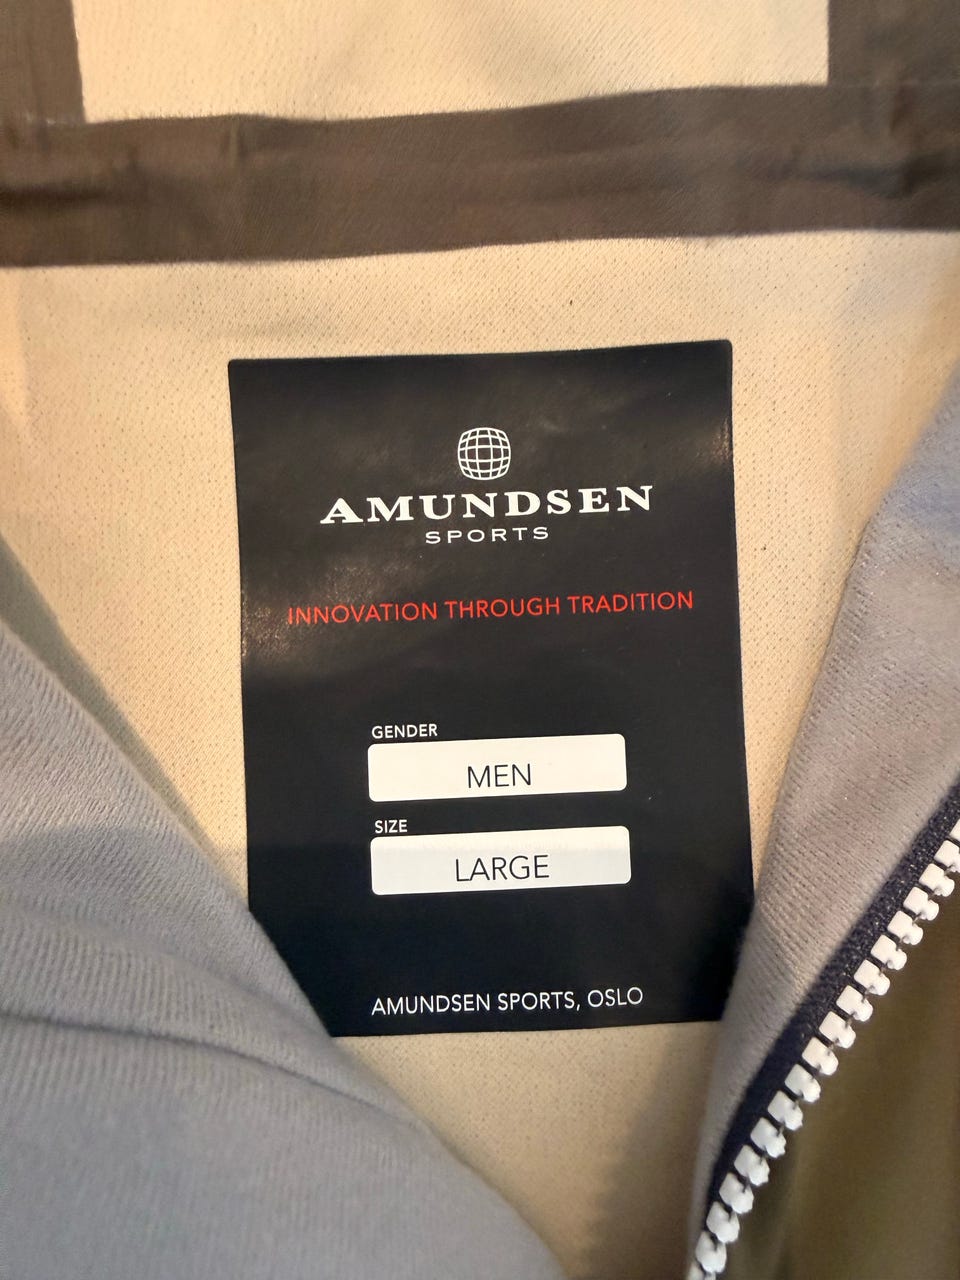 AMUNDSEN
SPORTS
INNOVATION THROUGH TRADITION
GENDER
MEN
SIZE
LARGE
AMUNDSEN SPORTS, OSLO